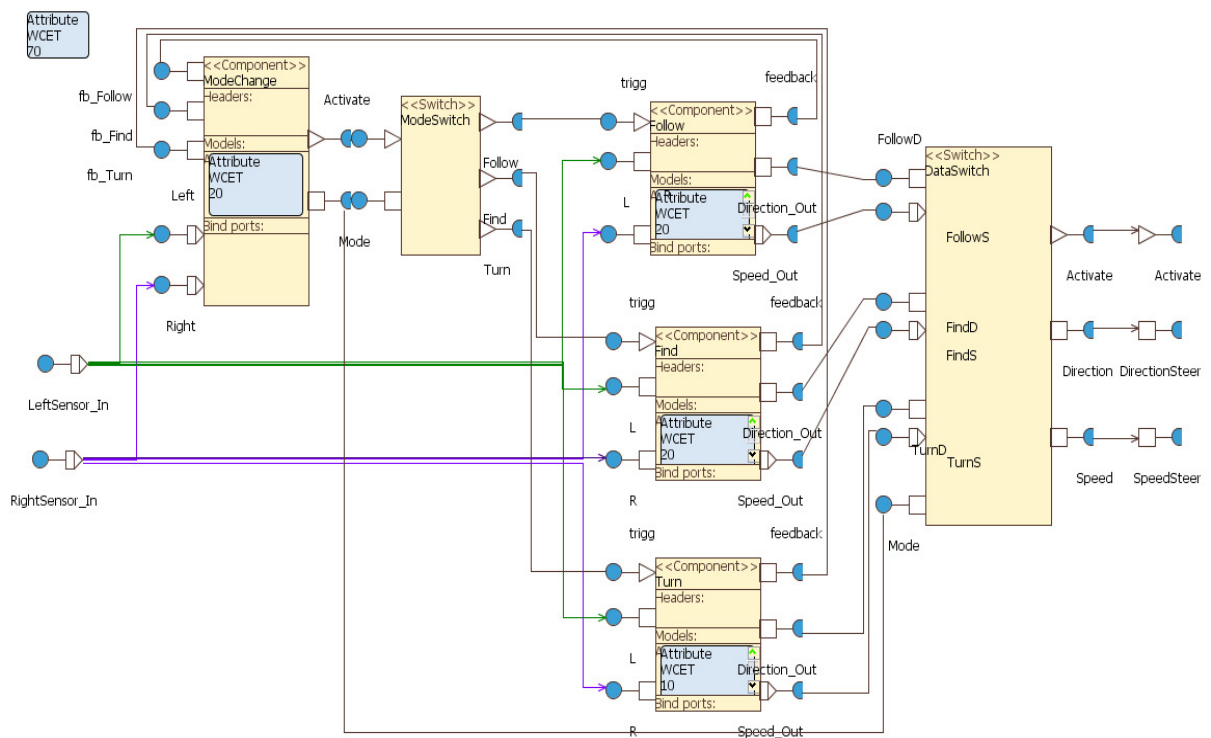 Attribute
WCET
70
<<Component>>
ModeChange
Headers:
Models:
Attribute
WCET
20
Bind ports:
fb_Follow
fb_Find
fb_Turn
Left
Right
Activate
Mode
<<Switch>>
ModeSwitch
Follow
Find
Turn
LeftSensor_In
RightSensor_In
trigg
feedback
<<Component>>
Follow
Headers:
Models:
Attribute
WCET
20
Bind ports:
L
R
Direction_Out
Speed_Out
trigg
feedback
<<Component>>
Find
Headers:
Models:
Attribute
WCET
20
Bind ports:
L
R
Direction_Out
Speed_Out
trigg
feedback
<<Component>>
Turn
Headers:
Models:
Attribute
WCET
10
Bind ports:
L
R
Direction_Out
Speed_Out
FollowD
<<Switch>>
DataSwitch
FollowS
FindD
FindS
TurnD
TurnS
Mode
Activate
Activate
Direction
DirectionSteer
Speed
SpeedSteer